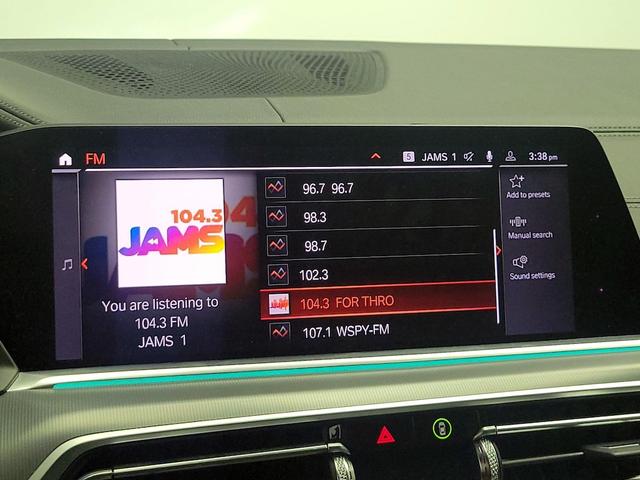 FM
5 JAMS 1 3:38 pm
104.3
JAMS
You are listening to
104.3 FM
JAMS 1
96.7 96.7
98.3
98.7
102.3
104.3 FOR THRO
107.1 WSPY-FM
Add to presets
Manual search
Sound settings